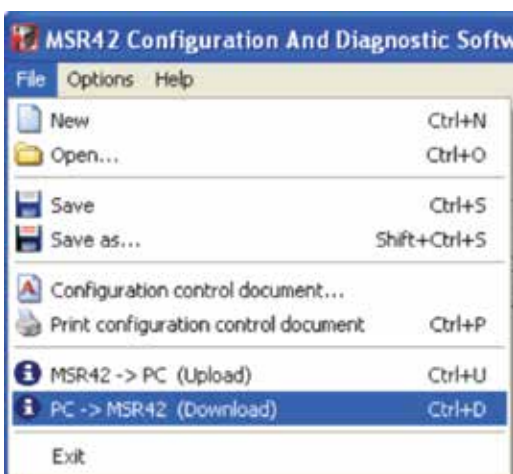 MSR42 Configuration And Diagnostic Softw
File Options Help
New Ctrl+N
Open... Ctrl+O
Save Ctrl+S
Save as... Shift+Ctrl+S
Configuration control document...
Print configuration control document Ctrl+P
MSR42 -> PC (Upload) Ctrl+U
PC -> MSR42 (Download) Ctrl+D
Exit